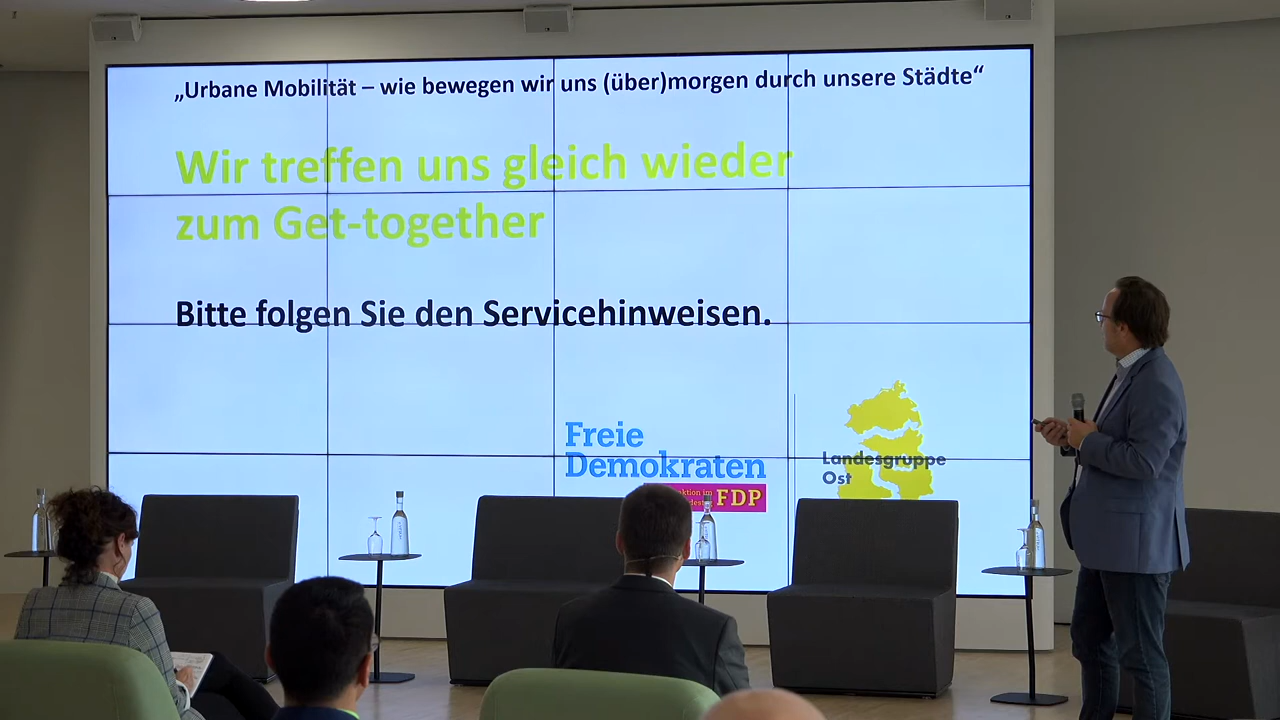 „Urbane Mobilität – wie bewegen wir uns (über)morgen durch unsere Städte“
Wir treffen uns gleich wieder
zum Get-together
Bitte folgen Sie den Servicehinweisen.
Freie
Demokraten
FDP
Landesgruppe
Ost